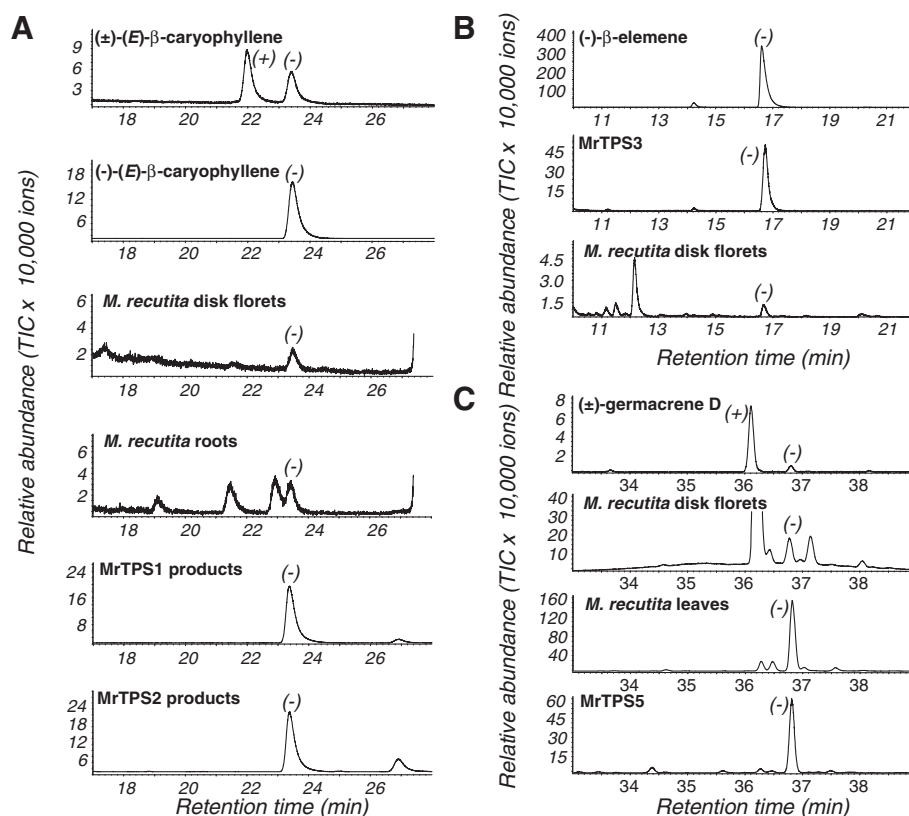 A
Relative abundance (TIC x 10,000 ions)
(±)-(E)-β-caryophyllene
(+) (-)
9
6
3
18 20 22 24 26
(-)-(E)-β-caryophyllene (-)
18
12
6
18 20 22 24 26
M. recutita disk florets
(-)
6
4
2
18 20 22 24 26
M. recutita roots
(-)
6
4
2
18 20 22 24 26
MrTPS1 products (-)
24
16
8
18 20 22 24 26
MrTPS2 products (-)
24
18
12
6
18 20 22 24 26
Retention time (min)
B
Relative abundance (TIC x 10,000 ions)
(-)-β-elemene (-)
400
300
200
100
11 13 15 17 19 21
MrTPS3
(-)
45
30
15
11 13 15 17 19 21
M. recutita disk florets
(-)
4.5
3.0
1.5
11 13 15 17 19 21
Retention time (min)
C
Relative abundance (TIC x 10,000 ions)
(±)-germacrene D
(+) (-)
8
6
4
2
34 35 36 37 38
M. recutita disk florets
(-)
40
30
20
10
34 35 36 37 38
M. recutita leaves (-)
160
120
80
40
34 35 36 37 38
MrTPS5 (-)
60
45
30
15
34 35 36 37 38
Retention time (min)